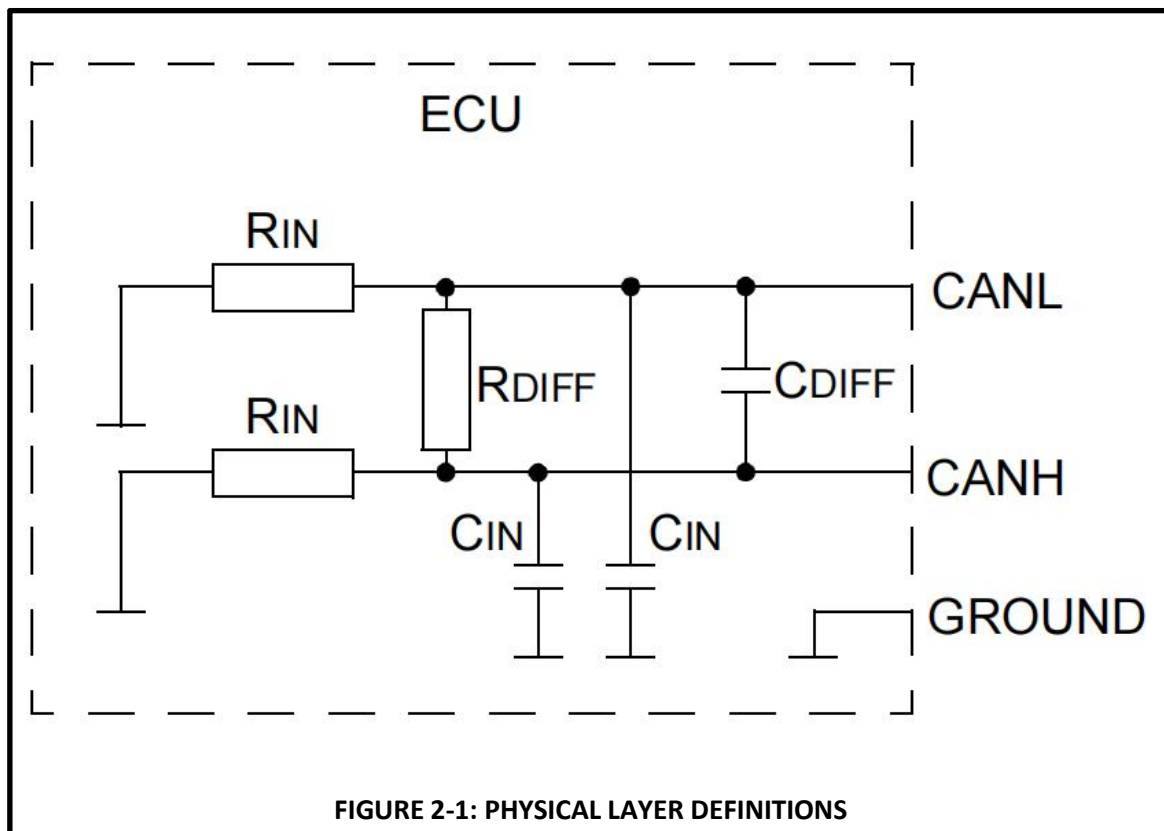 ECU
RIN
CANL
RDIFF
CDIFF
RIN
CANH
CIN
CIN
GROUND
FIGURE 2-1: PHYSICAL LAYER DEFINITIONS